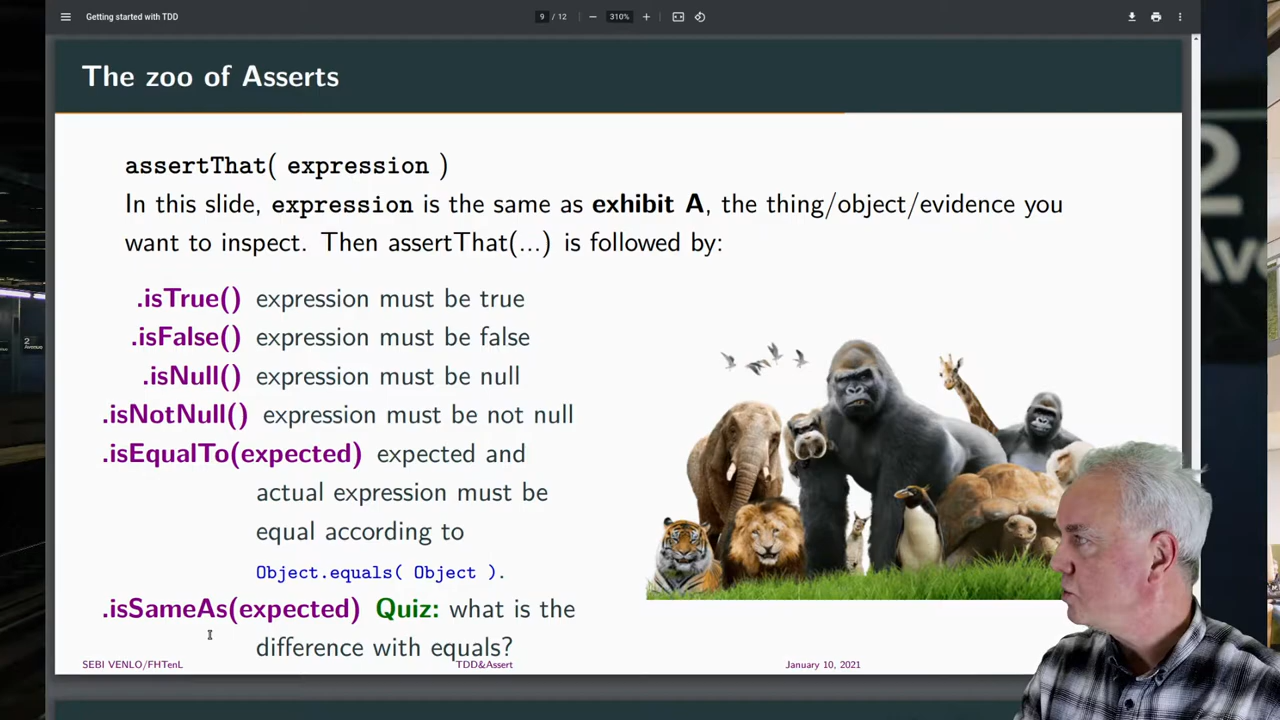 Getting started with TDD
9 / 12
310%
The zoo of Asserts
assertThat( expression )
In this slide, expression is the same as exhibit A, the thing/object/evidence you
want to inspect. Then assertThat(...) is followed by:
.isTrue() expression must be true
.isFalse() expression must be false
.isNull() expression must be null
.isNotNull() expression must be not null
.isEqualTo(expected) expected and
actual expression must be
equal according to
Object.equals( Object ).
.isSameAs(expected) Quiz: what is the
difference with equals?
SEBI VENLO/FHTenL
TDD&Assert
January 10, 2021
2
Avenue
2
Av